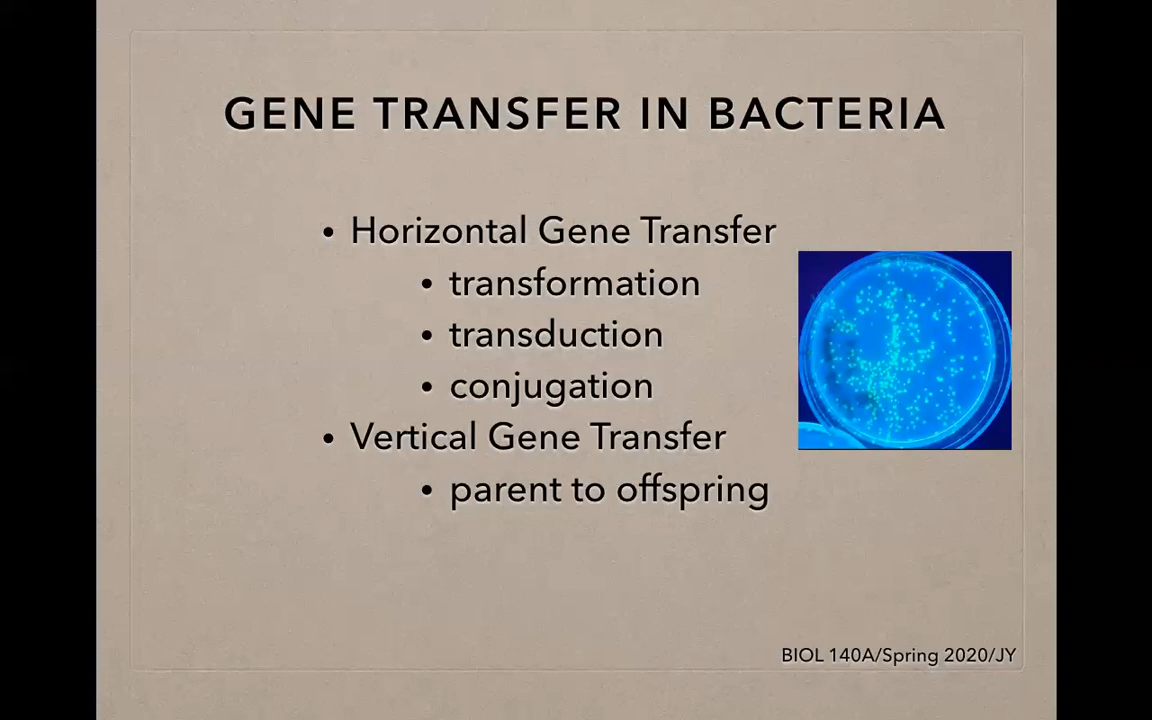 GENE TRANSFER IN BACTERIA
• Horizontal Gene Transfer
• transformation
• transduction
• conjugation
• Vertical Gene Transfer
• parent to offspring
BIOL 140A/Spring 2020/JY